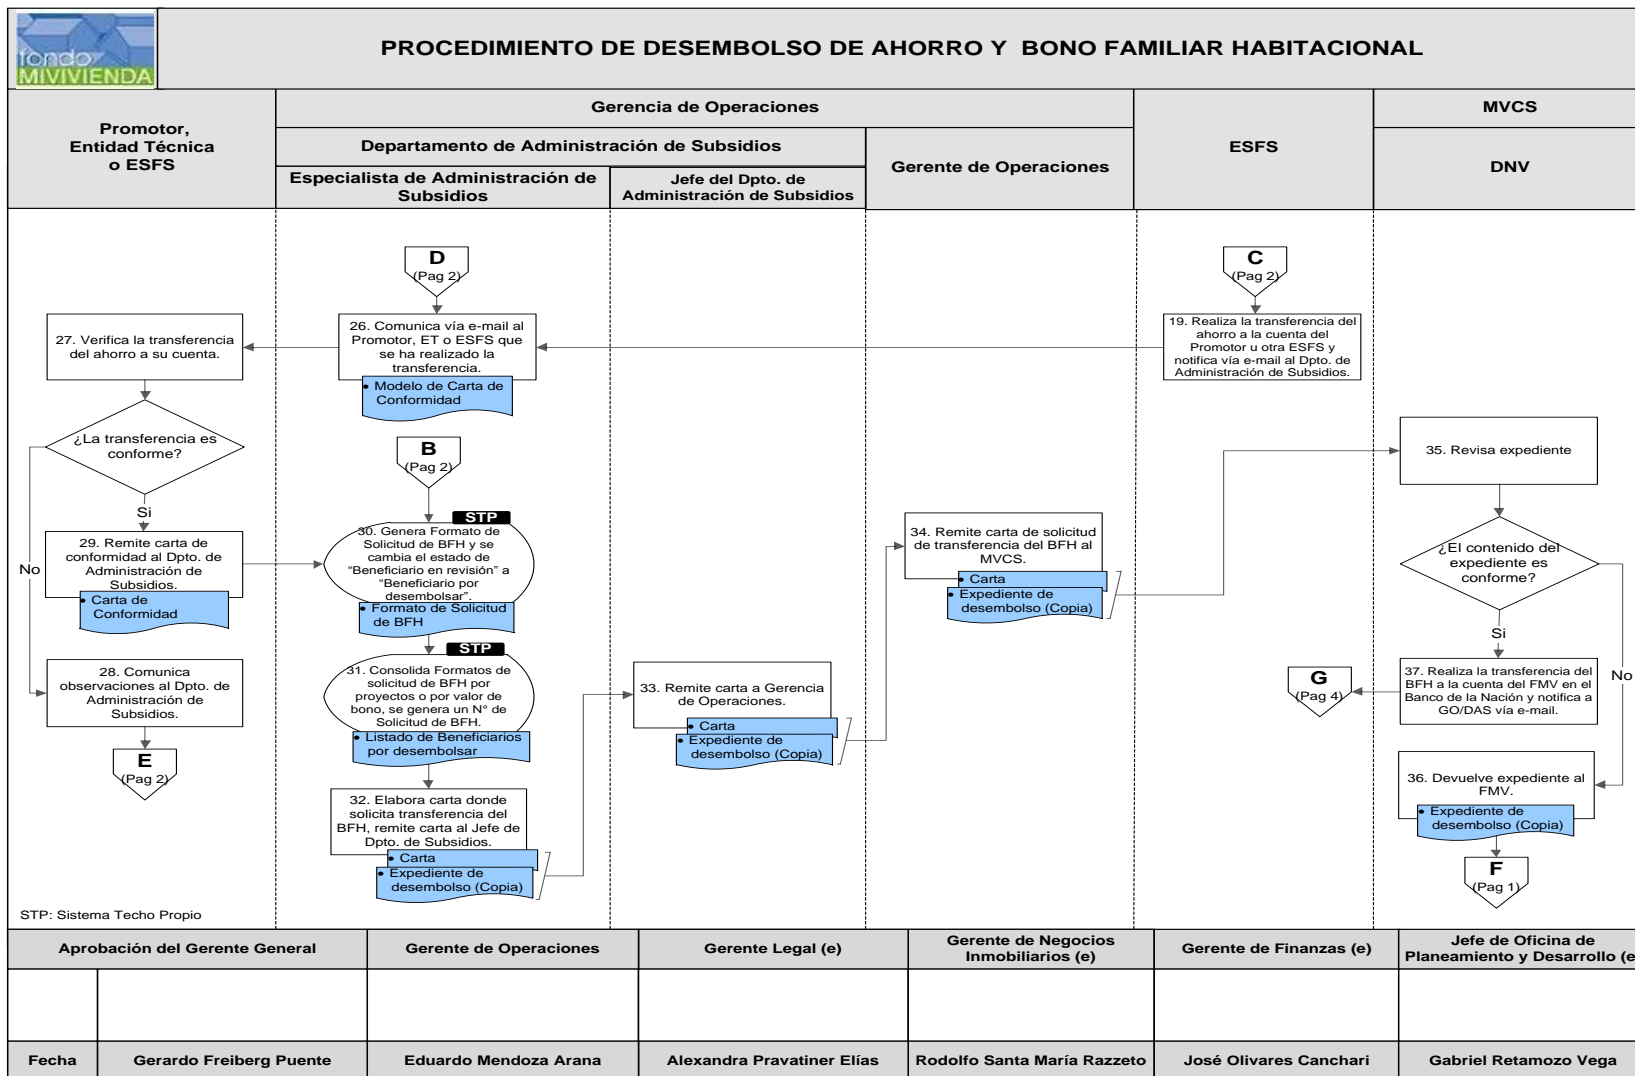 fondo
MIVIVIENDA
PROCEDIMIENTO DE DESEMBOLSO DE AHORRO Y BONO FAMILIAR HABITACIONAL
Promotor,
Entidad Técnica
o ESFS
Gerencia de Operaciones
Departamento de Administración de Subsidios
Especialista de Administración de
Subsidios
Jefe del Dpto. de
Administración de Subsidios
Gerente de Operaciones
ESFS
MVCS
DNV
D
(Pag 2)
C
(Pag 2)
27. Verifica la transferencia
del ahorro a su cuenta.
26. Comunica vía e-mail al
Promotor, ET o ESFS que
se ha realizado la
transferencia.
• Modelo de Carta de
Conformidad
19. Realiza la transferencia del
ahorro a la cuenta del
Promotor u otra ESFS y
notifica vía e-mail al Dpto. de
Administración de Subsidios.
¿La transferencia es
conforme?
Si
No
B
(Pag 2)
35. Revisa expediente
29. Remite carta de
conformidad al Dpto. de
Administración de
Subsidios.
• Carta de
Conformidad
STP
30. Genera Formato de
Solicitud de BFH y se
cambia el estado de
“Beneficiario en revisión” a
“Beneficiario por
desembolsar”.
• Formato de Solicitud
de BFH
34. Remite carta de solicitud
de transferencia del BFH al
MVCS.
• Carta
• Expediente de
desembolso (Copia)
¿El contenido del
expediente es
conforme?
Si
No
28. Comunica
observaciones al Dpto. de
Administración de
Subsidios.
E
(Pag 2)
STP
31. Consolida Formatos de
solicitud de BFH por
proyectos o por valor de
bono, se genera un N° de
Solicitud de BFH.
• Listado de Beneficiarios
por desembolsar
33. Remite carta a Gerencia
de Operaciones.
• Carta
• Expediente de
desembolso (Copia)
G
(Pag 4)
37. Realiza la transferencia del
BFH a la cuenta del FMV en el
Banco de la Nación y notifica a
GO/DAS vía e-mail.
32. Elabora carta donde
solicita transferencia del
BFH, remite carta al Jefe de
Dpto. de Subsidios.
• Carta
• Expediente de
desembolso (Copia)
36. Devuelve expediente al
FMV.
• Expediente de
desembolso (Copia)
F
(Pag 1)
STP: Sistema Techo Propio
Aprobación del Gerente General
Gerente de Operaciones
Gerente Legal (e)
Gerente de Negocios
Inmobiliarios (e)
Gerente de Finanzas (e)
Jefe de Oficina de
Planeamiento y Desarrollo (e
Fecha
Gerardo Freiberg Puente
Eduardo Mendoza Arana
Alexandra Pravatiner Elías
Rodolfo Santa María Razzeto
José Olivares Canchari
Gabriel Retamozo Vega